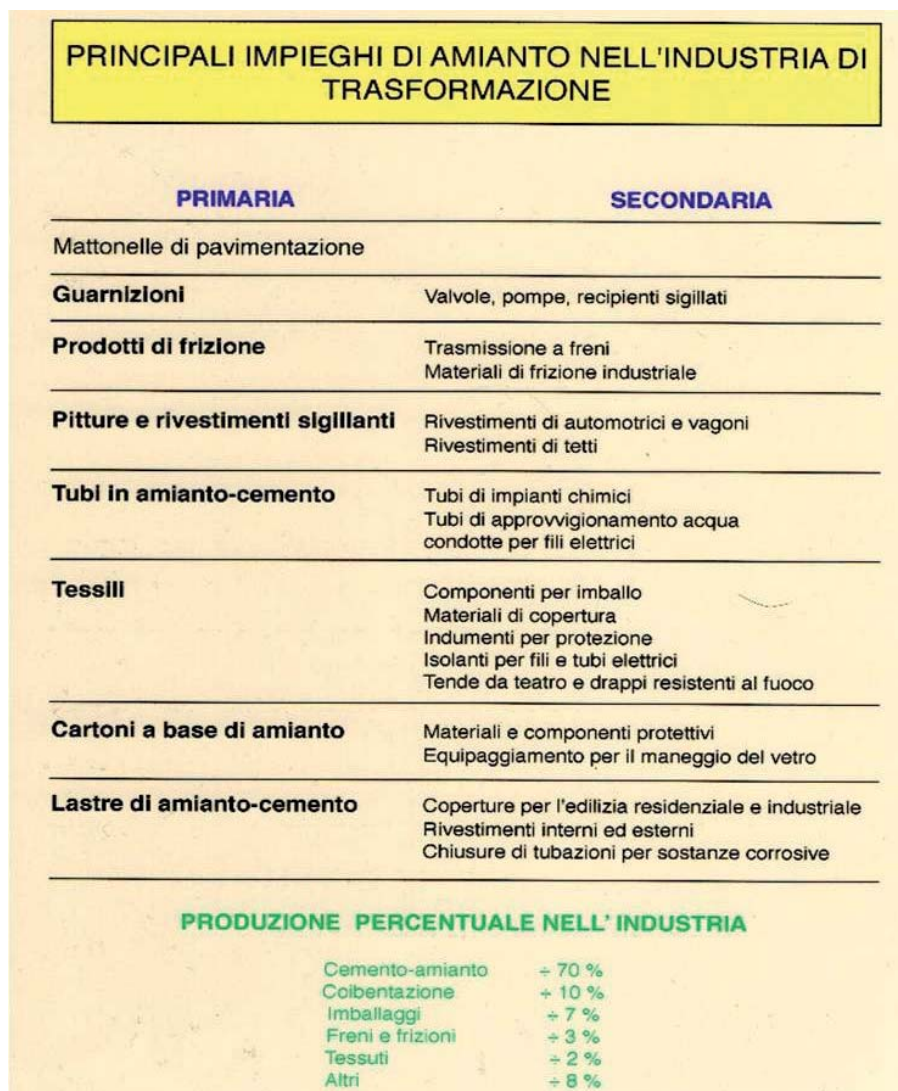 PRINCIPALI IMPIEGHI DI AMIANTO NELL'INDUSTRIA DI
TRASFORMAZIONE
PRIMARIA SECONDARIA
Mattonelle di pavimentazione
Guarnizioni Valvole, pompe, recipienti sigillati
Prodotti di frizione Trasmissione a freni
Materiali di frizione industriale
Pitture e rivestimenti sigillanti Rivestimenti di automotrici e vagoni
Rivestimenti di tetti
Tubi in amianto-cemento Tubi di impianti chimici
Tubi di approvvigionamento acqua
condotte per fili elettrici
Tessili Componenti per imballo
Materiali di copertura
Indumenti per protezione
Isolanti per fili e tubi elettrici
Tende da teatro e drappi resistenti al fuoco
Cartoni a base di amianto Materiali e componenti protettivi
Equipaggiamento per il maneggio del vetro
Lastre di amianto-cemento Coperture per l'edilizia residenziale e industriale
Rivestimenti interni ed esterni
Chiusure di tubazioni per sostanze corrosive
PRODUZIONE PERCENTUALE NELL' INDUSTRIA
Cemento-amianto ÷ 70 %
Coibentazione ÷ 10 %
Imballaggi ÷ 7 %
Freni e frizioni ÷ 3 %
Tessuti ÷ 2 %
Altri ÷ 8 %